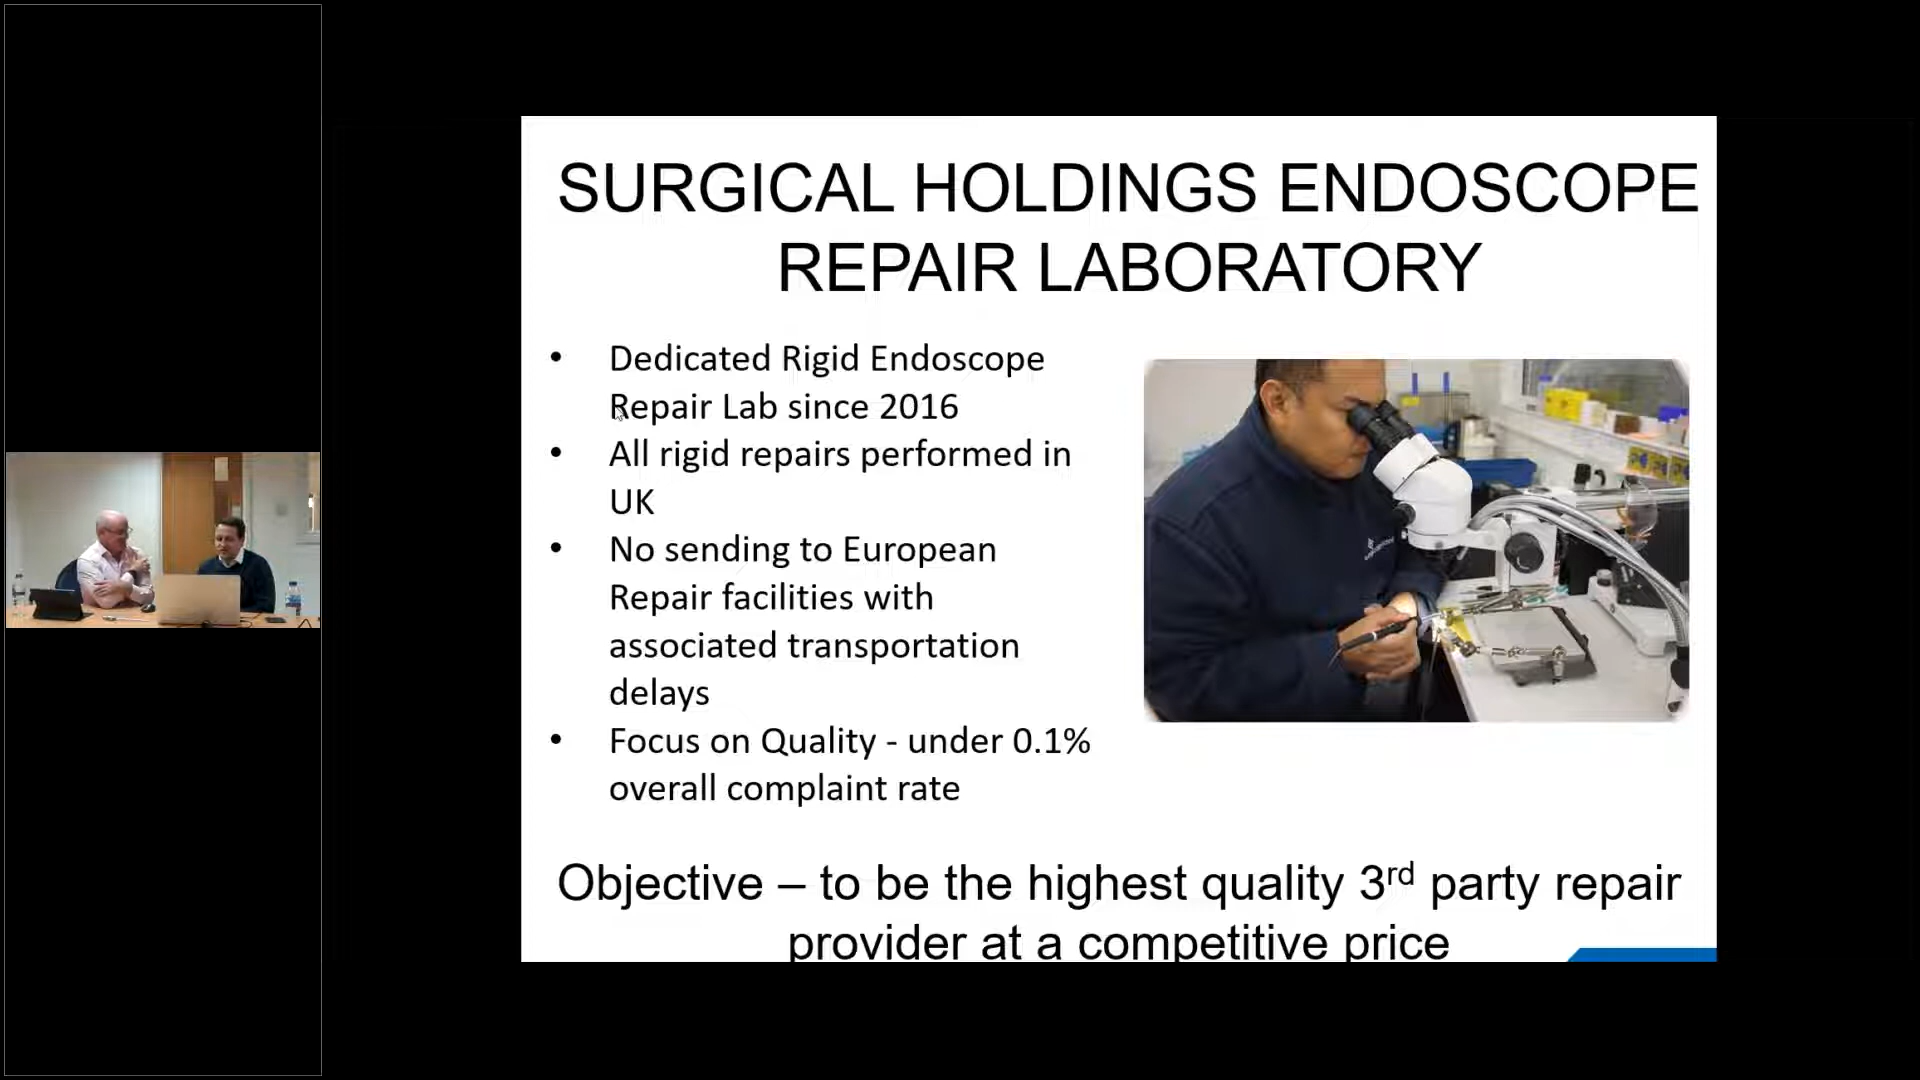 SURGICAL HOLDINGS ENDOSCOPE
REPAIR LABORATORY
• Dedicated Rigid Endoscope
Repair Lab since 2016
• All rigid repairs performed in
UK
• No sending to European
Repair facilities with
associated transportation
delays
• Focus on Quality - under 0.1%
overall complaint rate
Objective – to be the highest quality 3rd party repair
provider at a competitive price